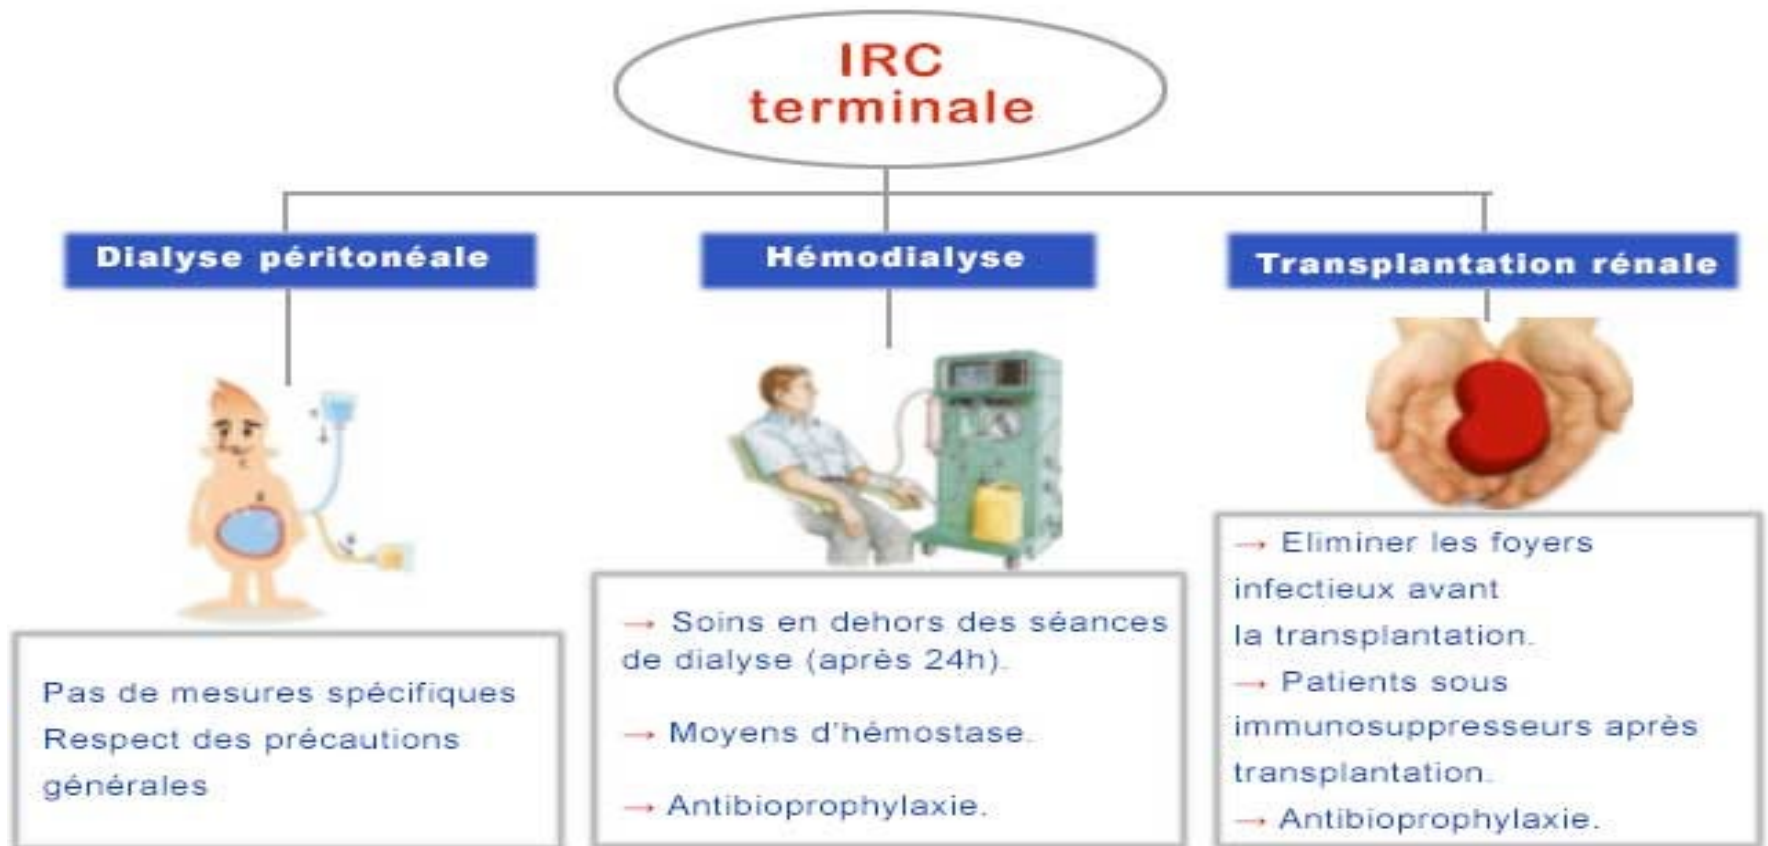 IRC
terminale
Dialyse péritonéale
Hémodialyse
Transplantation rénale
Pas de mesures spécifiques
Respect des précautions
générales
→ Soins en dehors des séances
de dialyse (après 24h).
→ Moyens d'hémostase.
→ Antibioprophylaxie.
→ Eliminer les foyers
infectieux avant
la transplantation.
→ Patients sous
immunosuppresseurs après
transplantation.
→ Antibioprophylaxie.